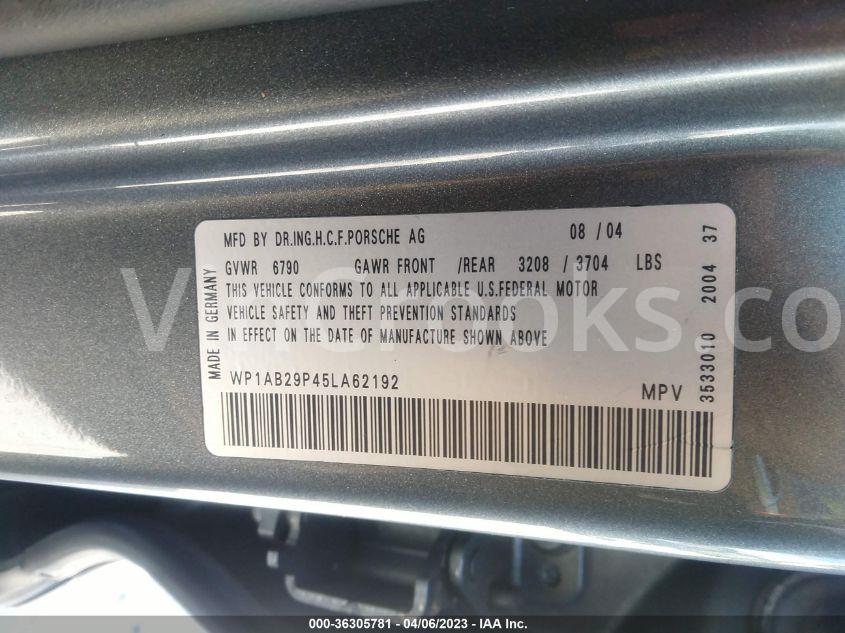 MFD BY DR.ING.H.C.F.PORSCHE AG 08 / 04
GVWR 6790 GAWR FRONT /REAR 3208 / 3704 LBS
THIS VEHICLE CONFORMS TO ALL APPLICABLE U.S.FEDERAL MOTOR
VEHICLE SAFETY AND THEFT PREVENTION STANDARDS
IN EFFECT ON THE DATE OF MANUFACTURE SHOWN ABOVE
WP1AB29P45LA62192 MPV
MADE IN GERMANY
3533010 2004 37
000-36305781 - 04/06/2023 - © IAA Inc.